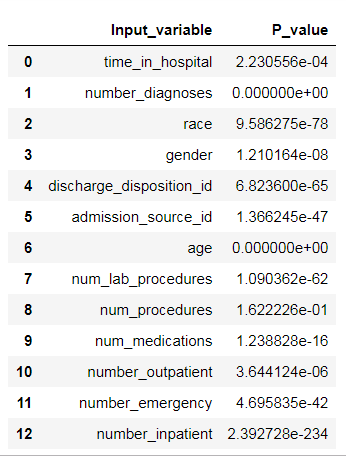 Input_variable P_value
0 time_in_hospital 2.230556e-04
1 number_diagnoses 0.000000e+00
2 race 9.586275e-78
3 gender 1.210164e-08
4 discharge_disposition_id 6.823600e-65
5 admission_source_id 1.366245e-47
6 age 0.000000e+00
7 num_lab_procedures 1.090362e-62
8 num_procedures 1.622226e-01
9 num_medications 1.238828e-16
10 number_outpatient 3.644124e-06
11 number_emergency 4.695835e-42
12 number_inpatient 2.392728e-234